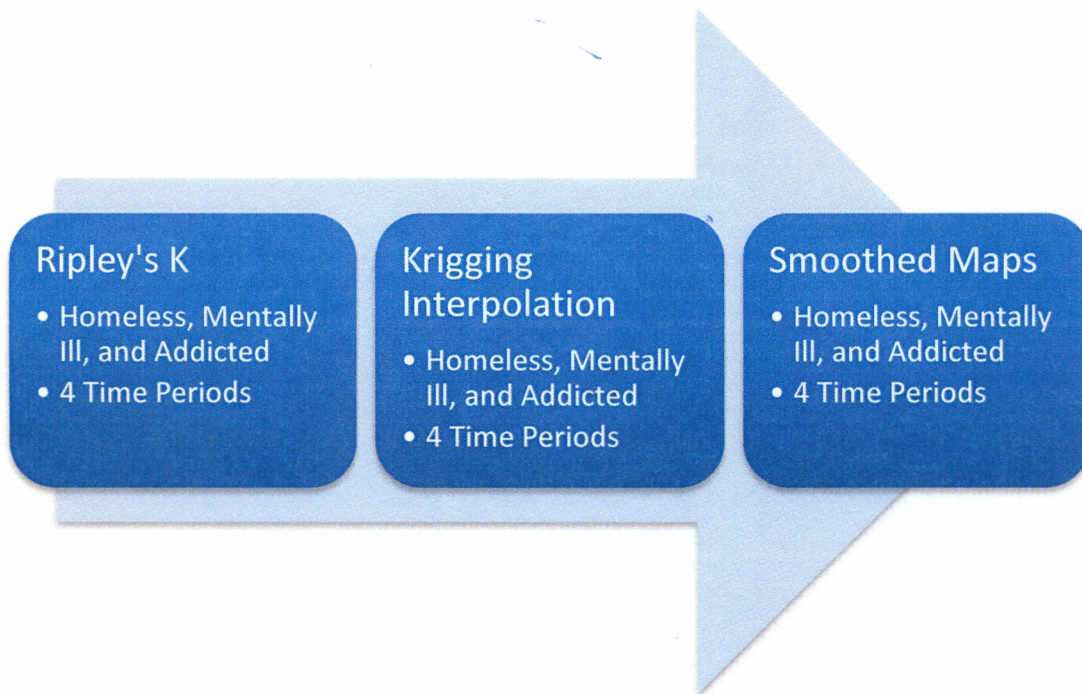 Ripley's K
• Homeless, Mentally
Ill, and Addicted
• 4 Time Periods
Krigging
Interpolation
• Homeless, Mentally
Ill, and Addicted
• 4 Time Periods
Smoothed Maps
• Homeless, Mentally
Ill, and Addicted
• 4 Time Periods